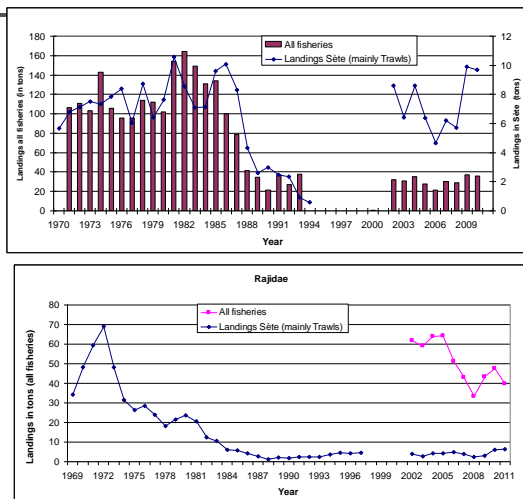 All fisheries
Landings Sète (mainly Trawls)
Landings all fisheries (in tons)
180
160
140
120
100
80
60
40
20
0
12
10
8
6
4
2
0
Landings in Sète (tons)
1970 1973 1976 1979 1982 1985 1988 1991 1994 1997 2000 2003 2006 2009
Year
Rajidae
All fisheries
Landings Sète (mainly Trawls)
Landings in tons (all fisheries)
80
70
60
50
40
30
20
10
0
1969 1972 1975 1978 1981 1984 1987 1990 1993 1996 1999 2002 2005 2008 2011
Year